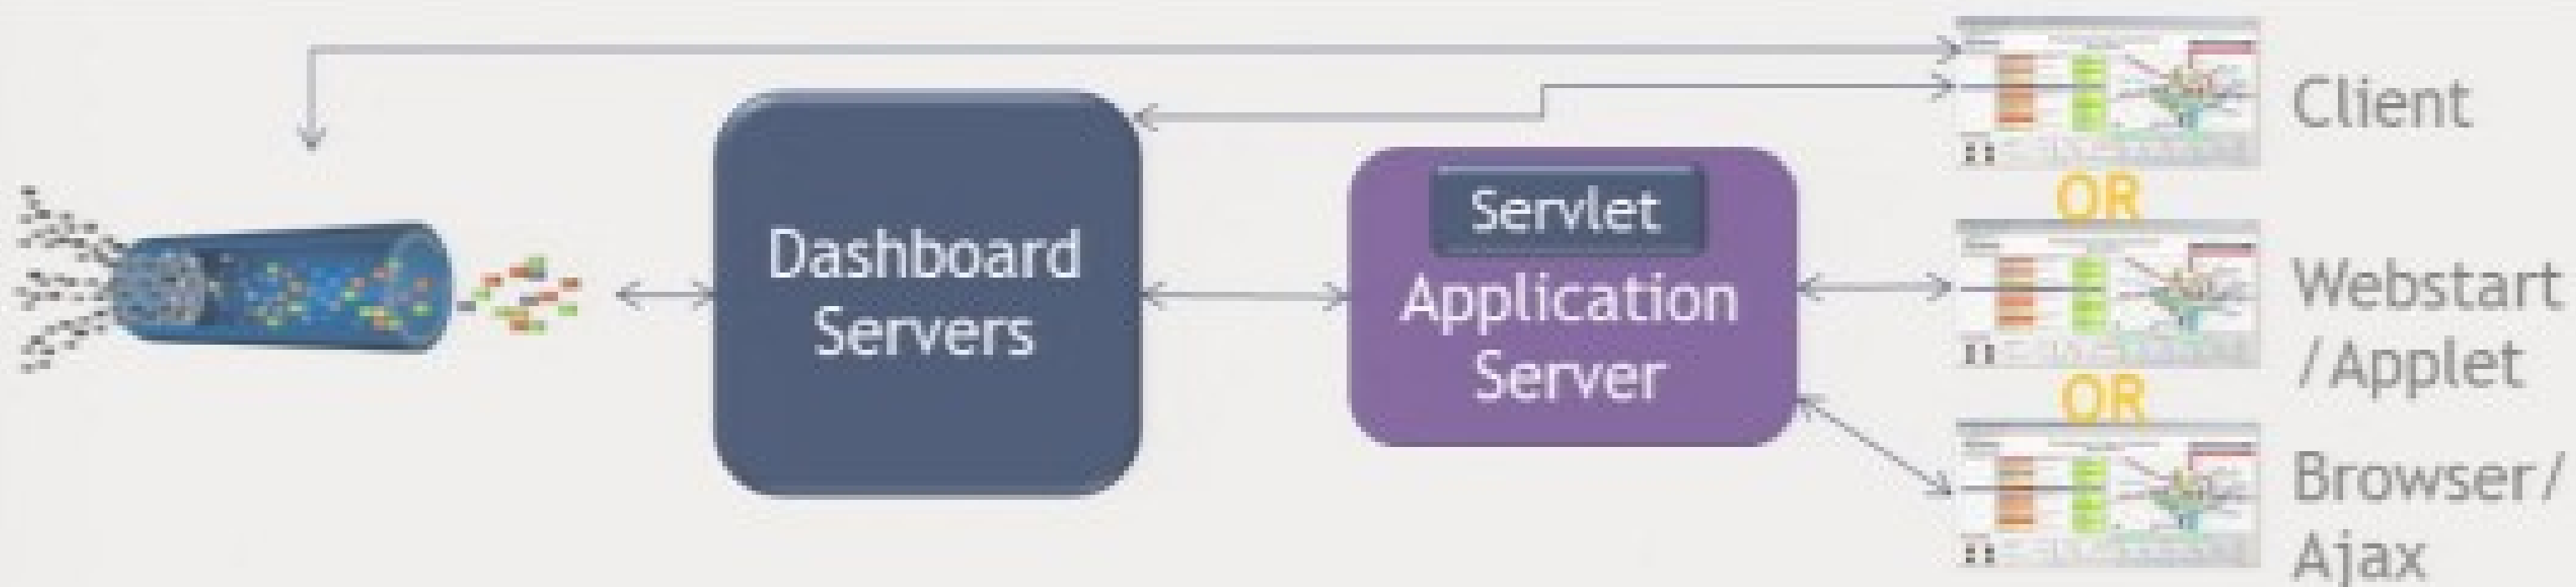 Client
OR
Servlet
Dashboard
Servers
Application
Server
Webstart
/Applet
OR
Browser/
Ajax